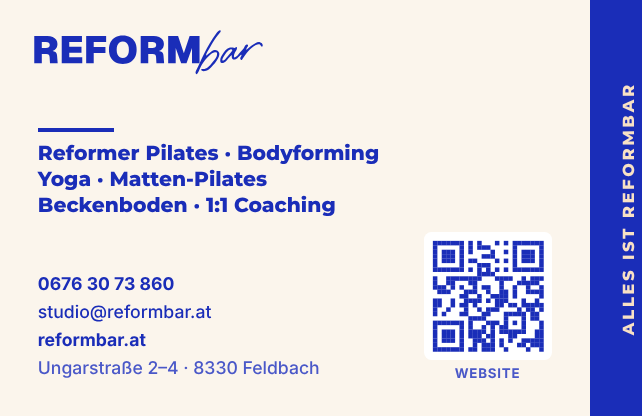 REFORMbar
Reformer Pilates · Bodyforming
Yoga · Matten-Pilates
Beckenboden · 1:1 Coaching
0676 30 73 860
studio@reformbar.at
reformbar.at
Ungarstraße 2–4 · 8330 Feldbach
WEBSITE
ALLES IST REFORMBAR